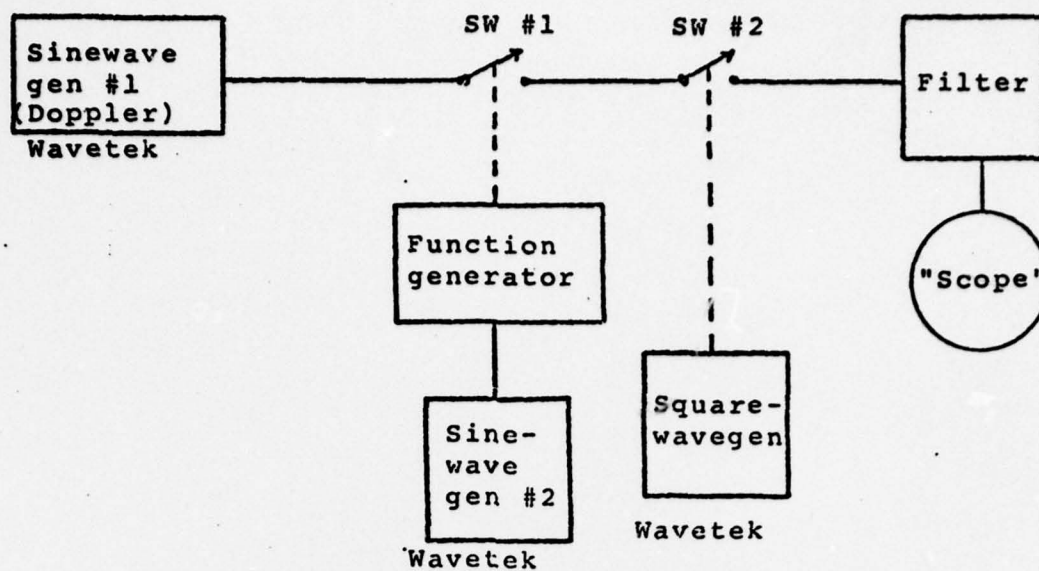 SW #1
SW #2
Sinewave
gen #1
(Doppler)
Wavetek
Filter
Function
generator
"Scope"
Sine-
wave
gen #2
Wavetek
Square-
wavegen
Wavetek